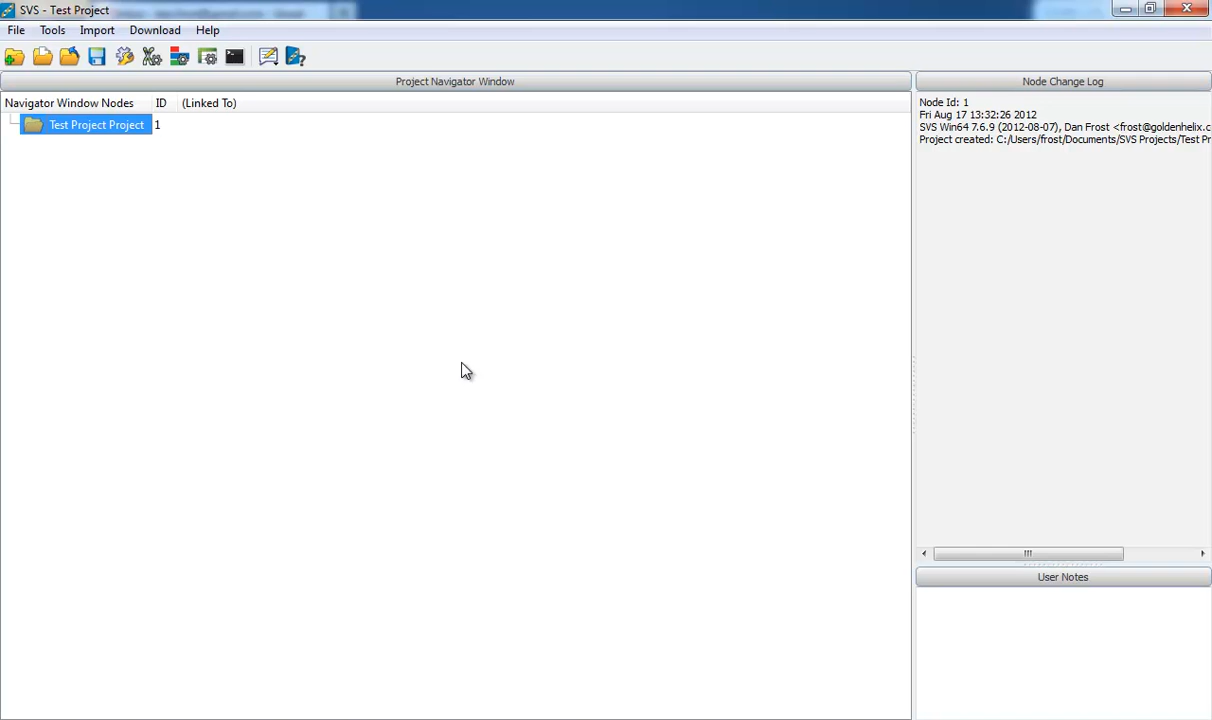 SVS - Test Project
File Tools Import Download Help
Project Navigator Window
Node Change Log
Navigator Window Nodes ID (Linked To)
Test Project Project 1
Node Id: 1
Fri Aug 17 13:32:26 2012
SVS Win64 7.6.9 (2012-08-07), Dan Frost <frost@goldenhelix.c
Project created: C:/Users/frost/Documents/SVS Projects/Test Pr
User Notes